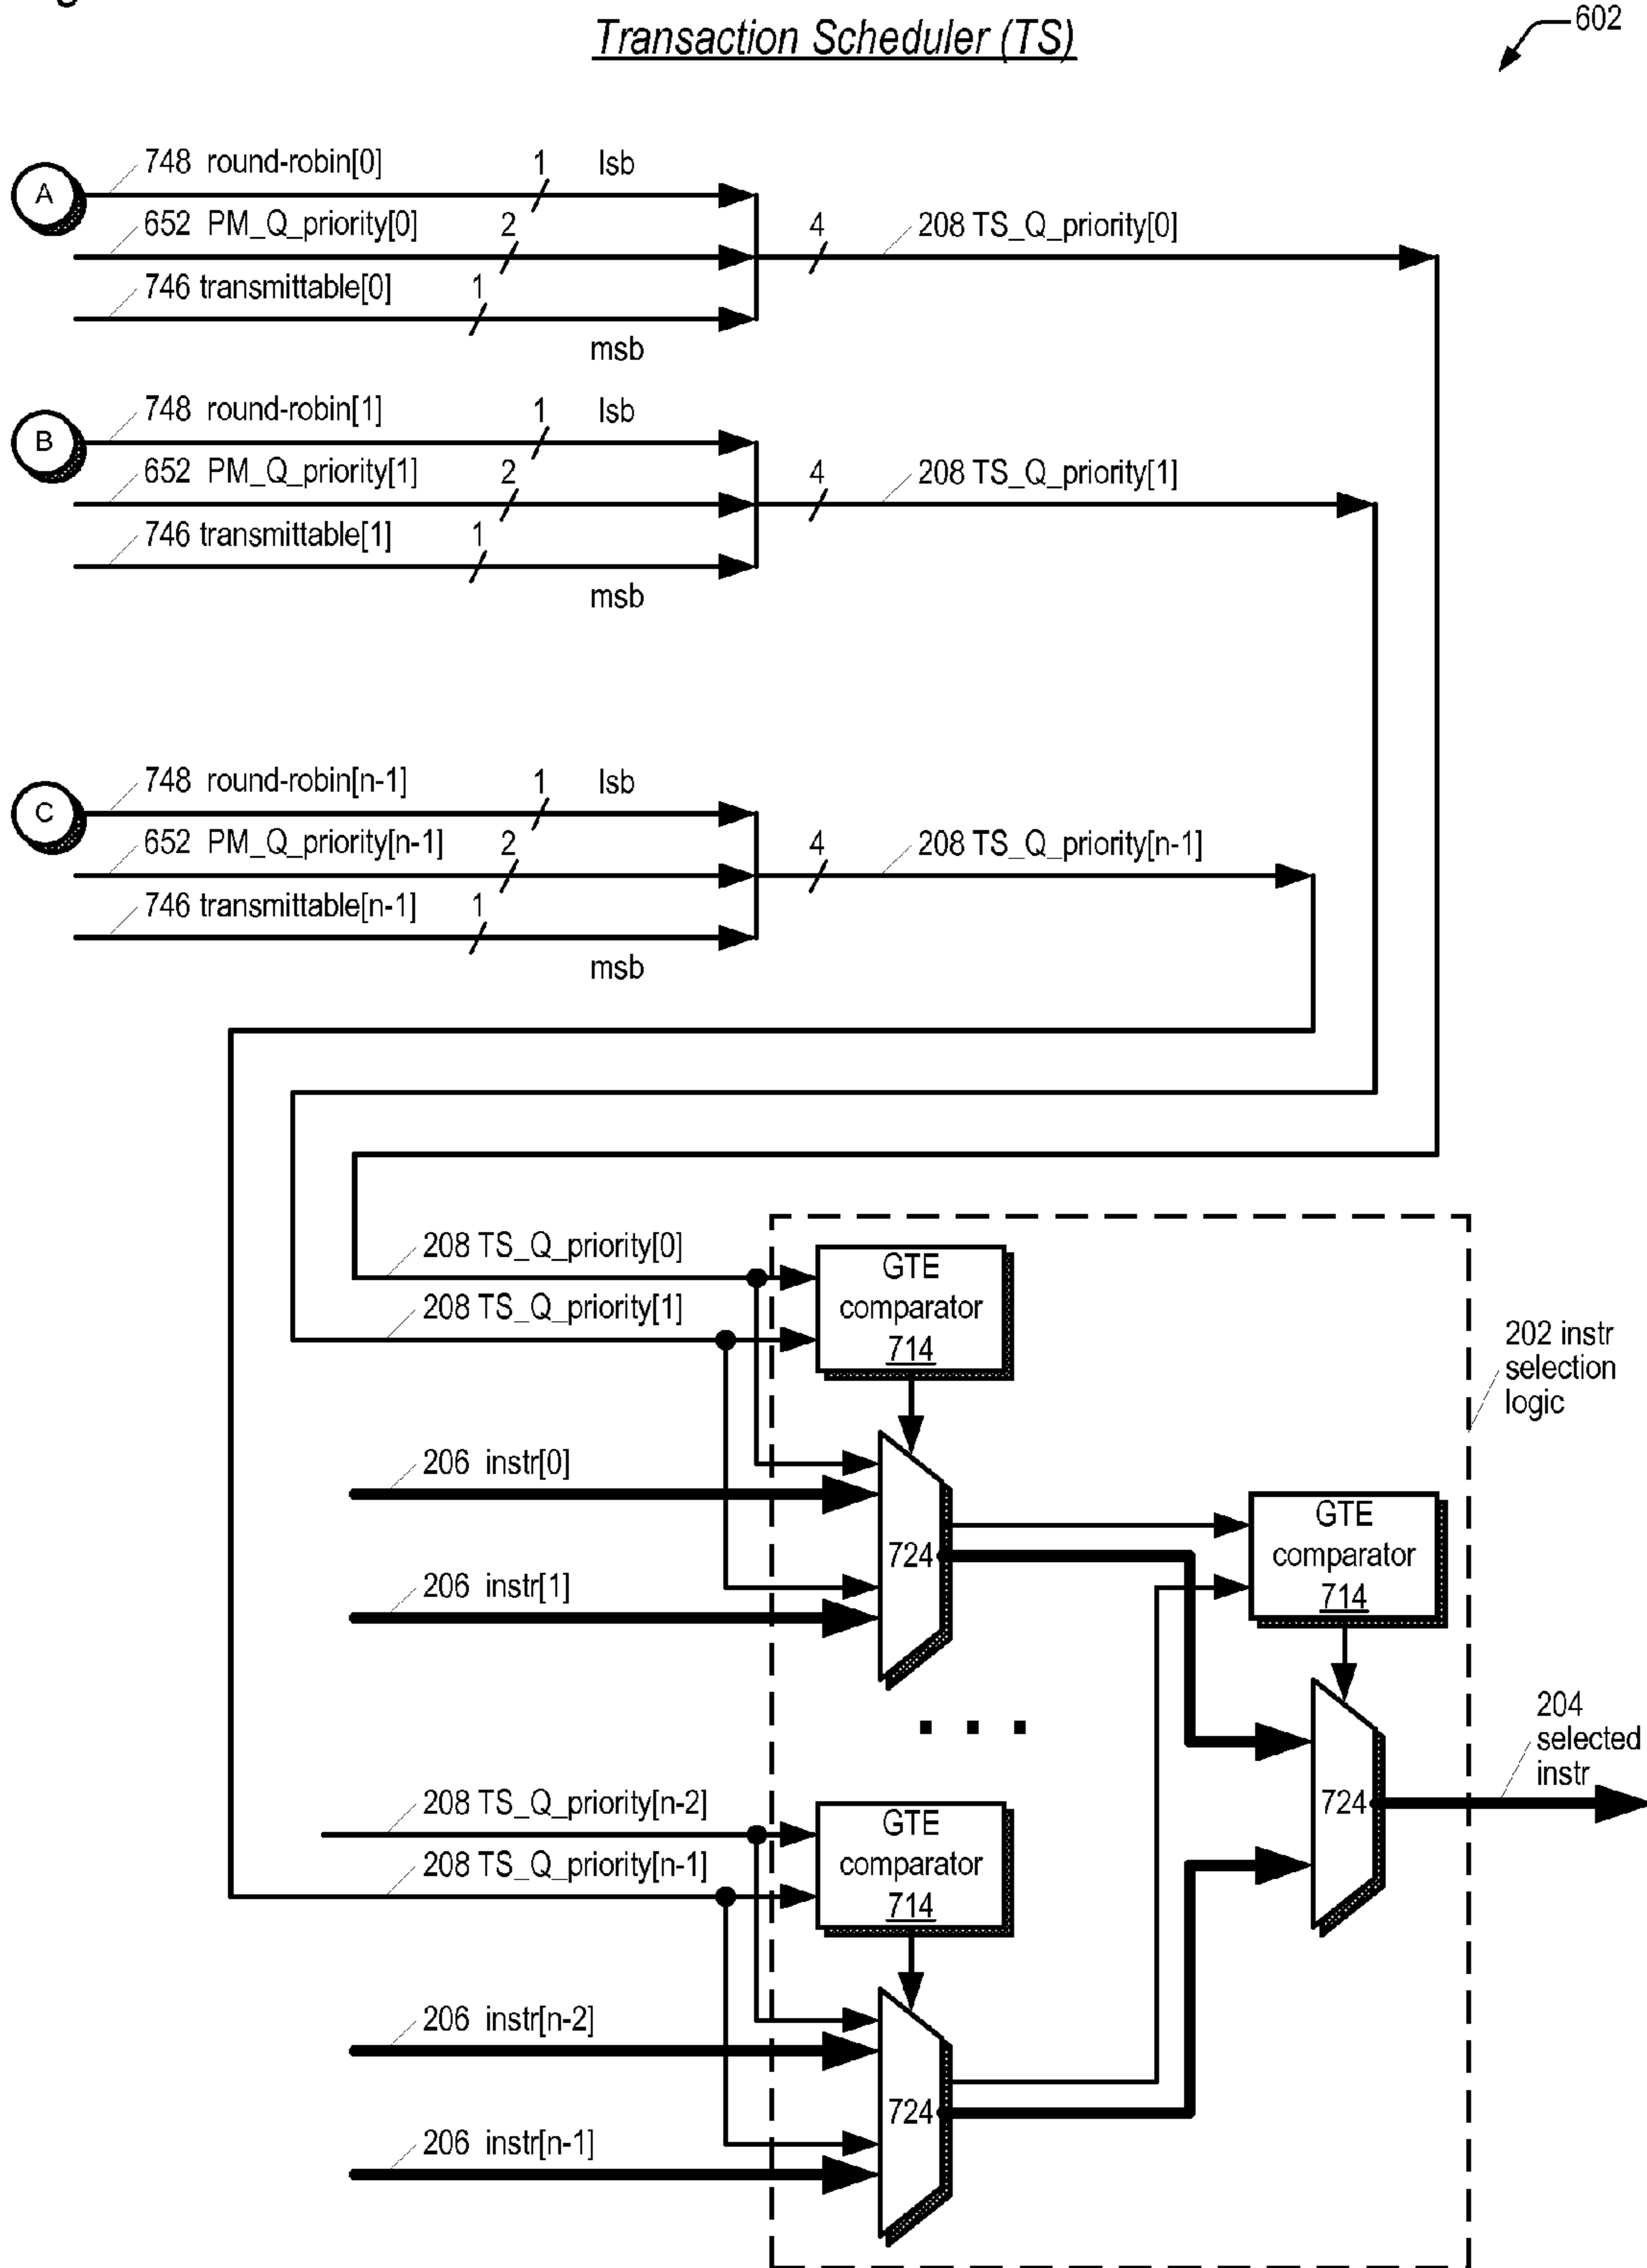 Transaction Scheduler (TS)
602
748 round-robin[0] 1 lsb
A
652 PM_Q_priority[0] 2 4 208 TS_Q_priority[0]
746 transmittable[0] 1
msb
748 round-robin[1] 1 lsb
B
652 PM_Q_priority[1] 2 4 208 TS_Q_priority[1]
746 transmittable[1] 1
msb
748 round-robin[n-1] 1 lsb
C
652 PM_Q_priority[n-1] 2 4 208 TS_Q_priority[n-1]
746 transmittable[n-1] 1
msb
208 TS_Q_priority[0]
208 TS_Q_priority[1]
GTE
comparator
714
202 instr
selection
logic
206 instr[0]
206 instr[1]
724
GTE
comparator
714
. . .
204
selected
instr
724
208 TS_Q_priority[n-2]
208 TS_Q_priority[n-1]
GTE
comparator
714
206 instr[n-2]
206 instr[n-1]
724